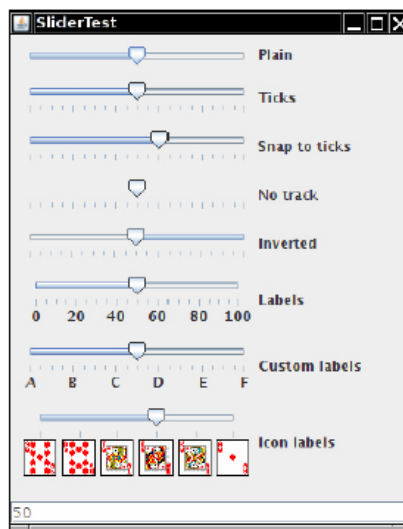 SliderTest
Plain
Ticks
Snap to ticks
No track
Inverted
Labels
0 20 40 60 80 100
Custom labels
A B C D E F
Icon labels
50